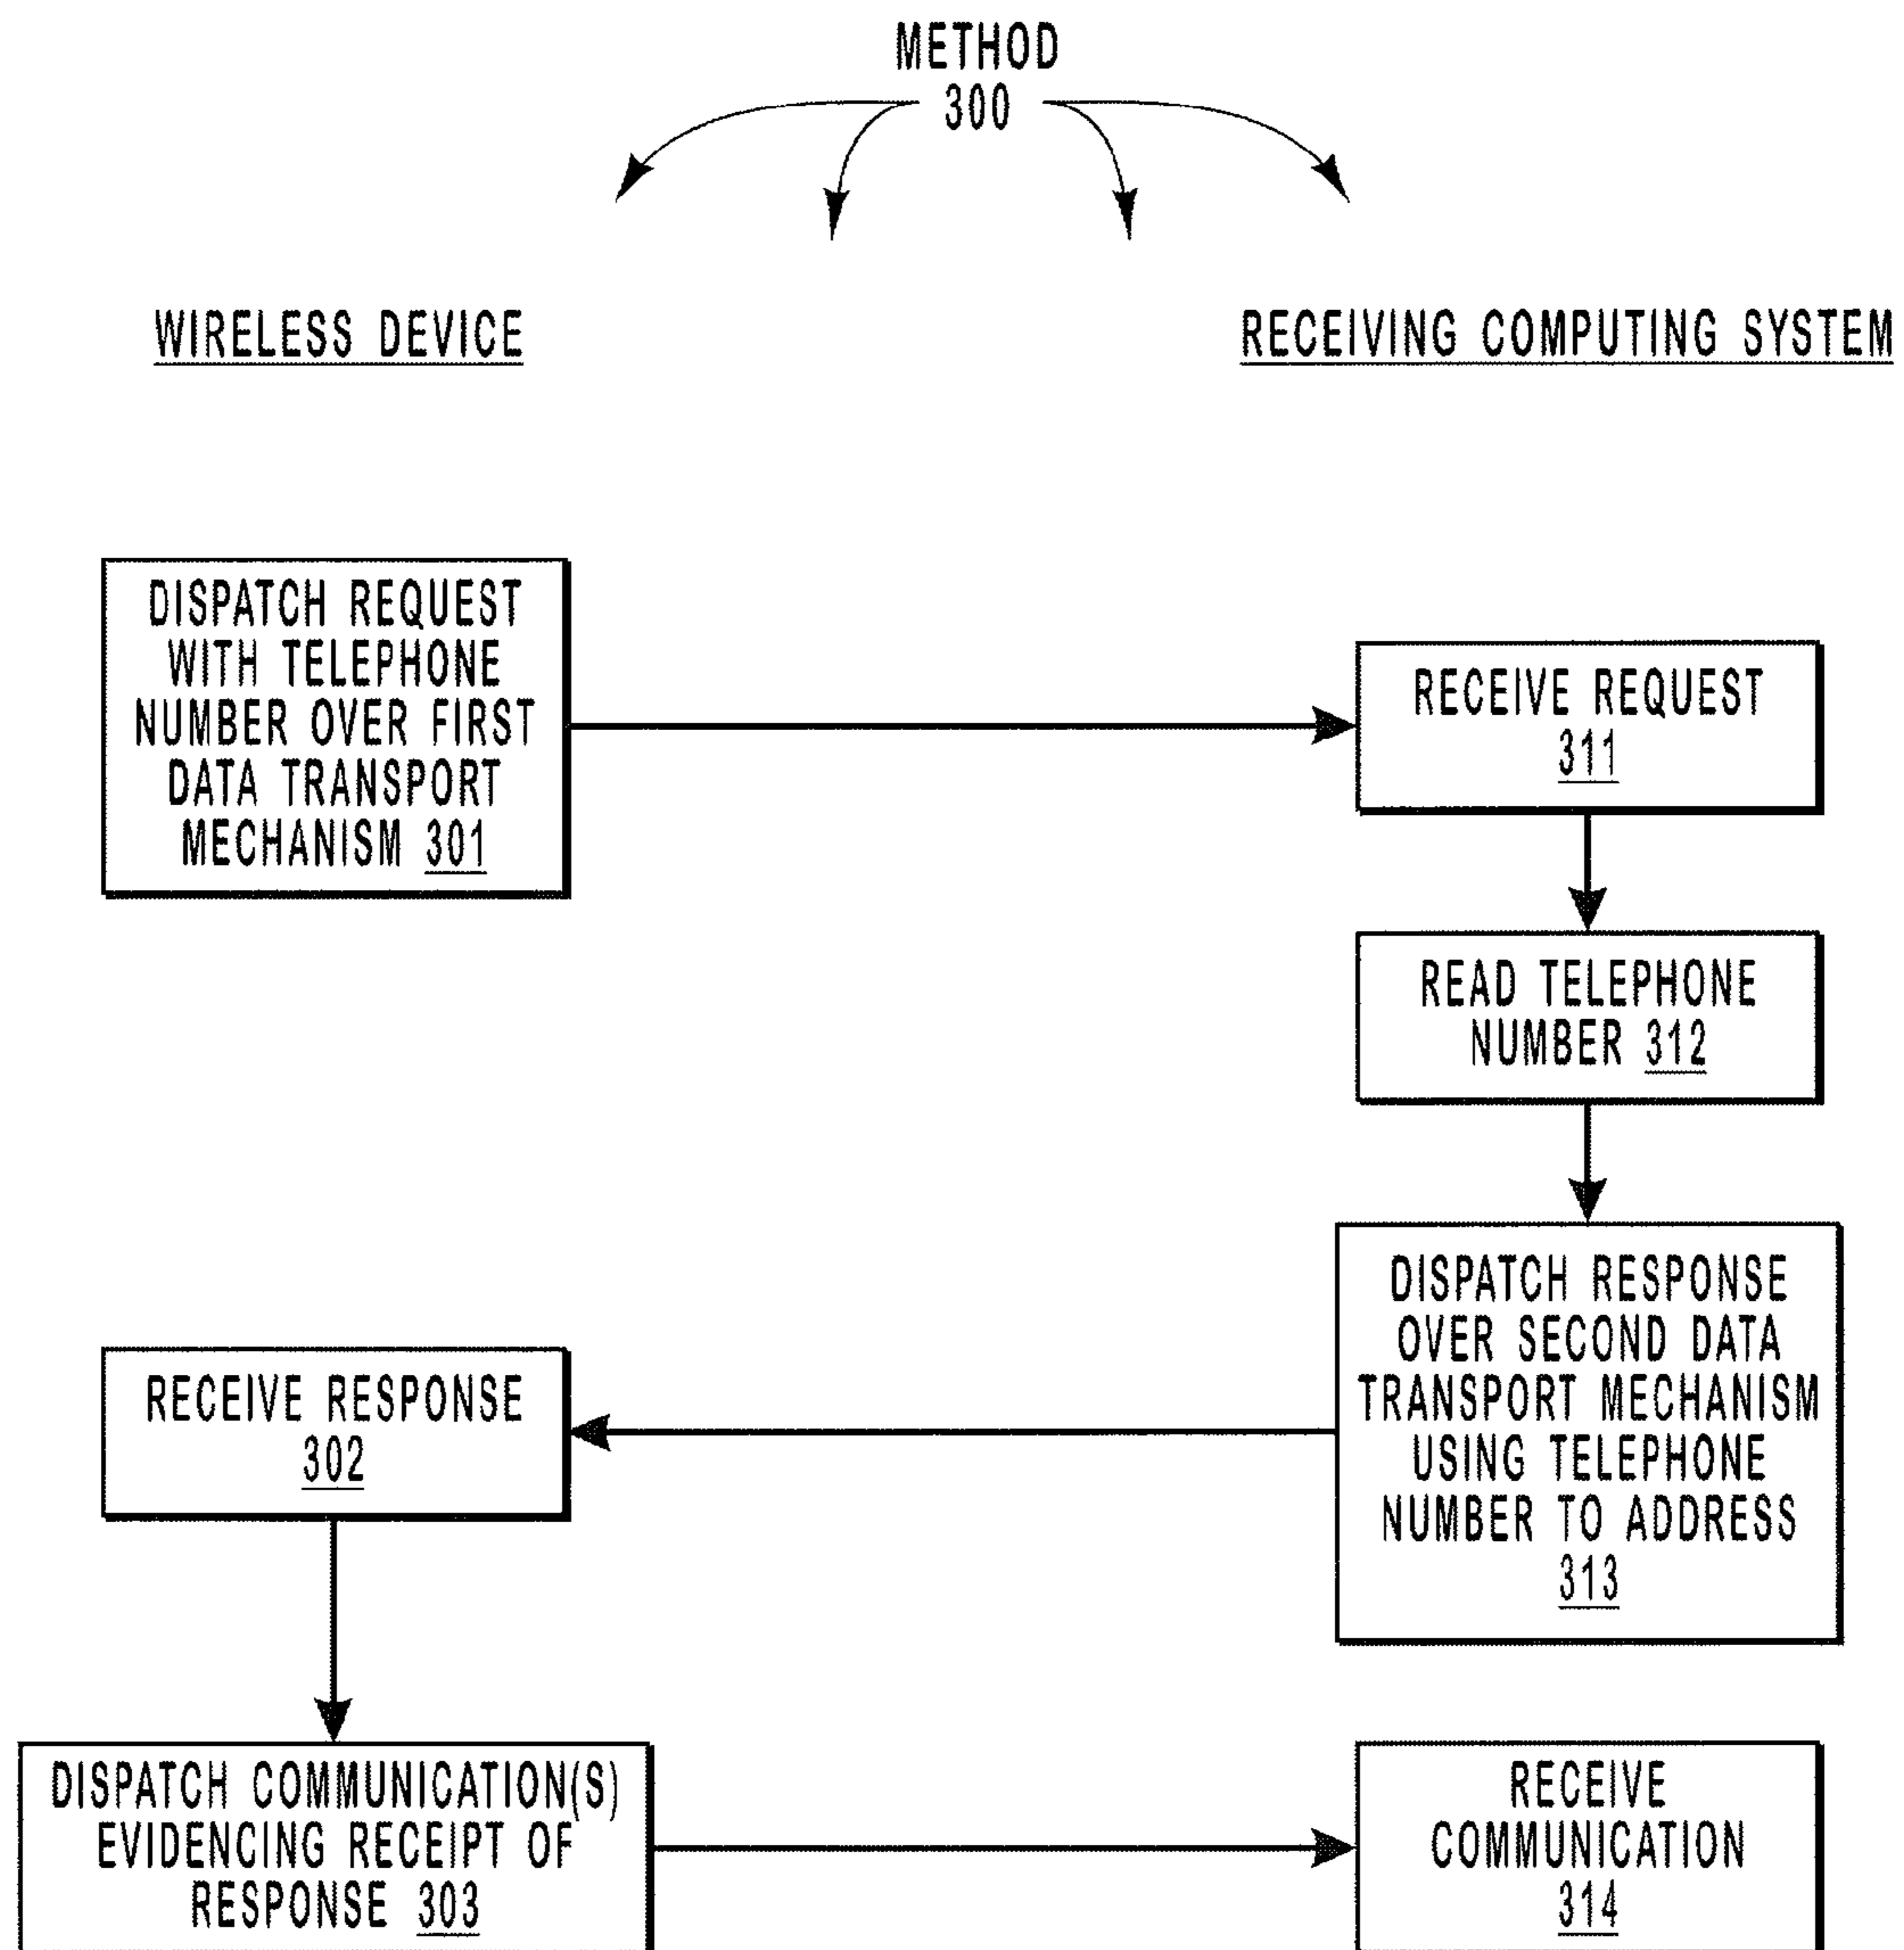 METHOD
300
WIRELESS DEVICE
RECEIVING COMPUTING SYSTEM
DISPATCH REQUEST
WITH TELEPHONE
NUMBER OVER FIRST
DATA TRANSPORT
MECHANISM 301
RECEIVE REQUEST
311
READ TELEPHONE
NUMBER 312
DISPATCH RESPONSE
OVER SECOND DATA
TRANSPORT MECHANISM
USING TELEPHONE
NUMBER TO ADDRESS
313
RECEIVE RESPONSE
302
DISPATCH COMMUNICATION(S)
EVIDENCING RECEIPT OF
RESPONSE 303
RECEIVE
COMMUNICATION
314